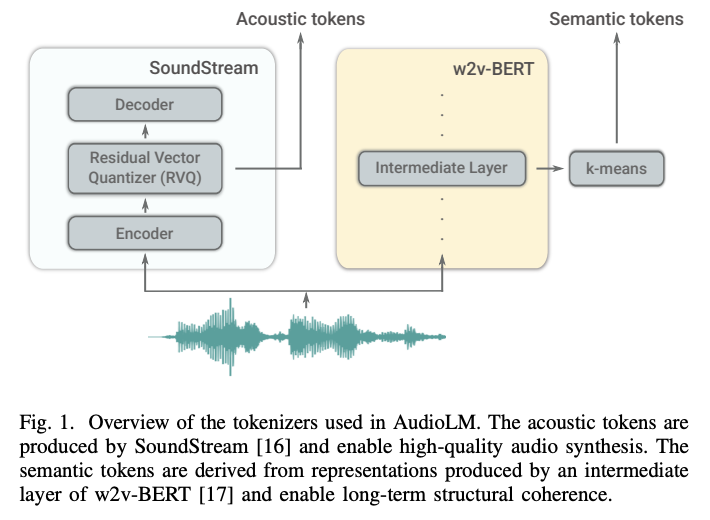 Acoustic tokens
Semantic tokens
SoundStream
w2v-BERT
Decoder
Residual Vector
Quantizer (RVQ)
Intermediate Layer
k-means
Encoder
Fig. 1. Overview of the tokenizers used in AudioLM. The acoustic tokens are
produced by SoundStream [16] and enable high-quality audio synthesis. The
semantic tokens are derived from representations produced by an intermediate
layer of w2v-BERT [17] and enable long-term structural coherence.